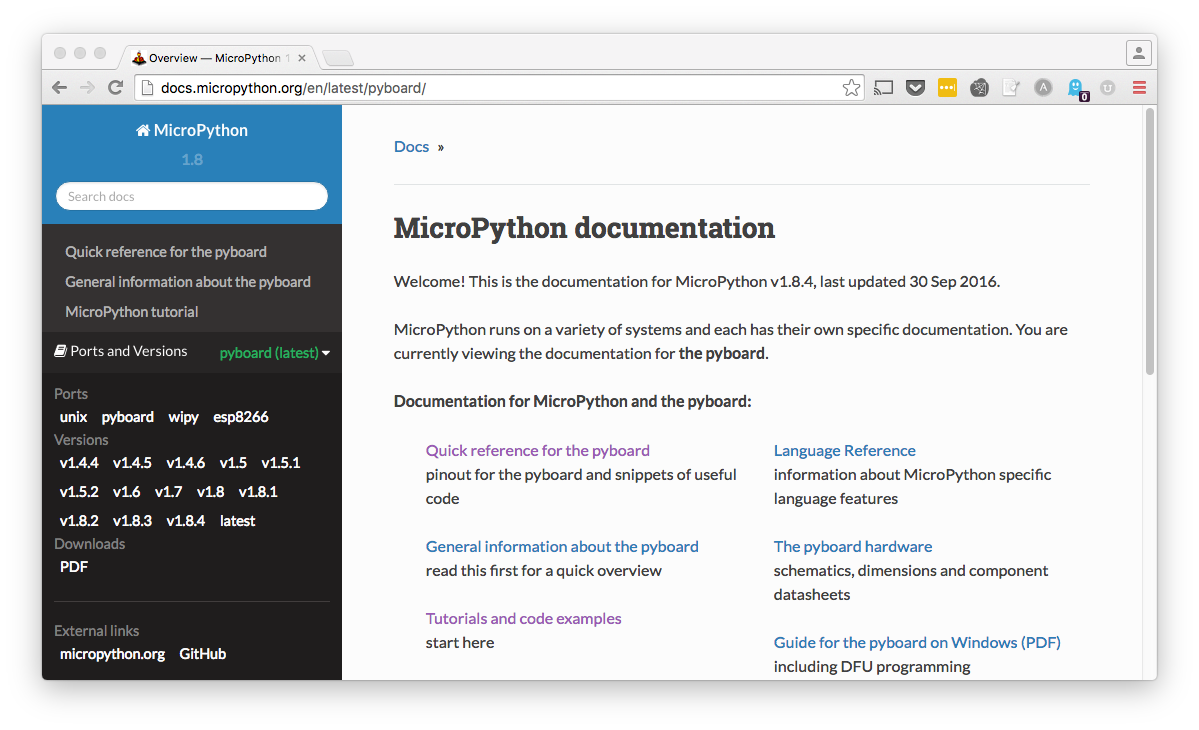 Overview — MicroPython 1
docs.micropython.org/en/latest/pyboard/
0
MicroPython
1.8
Search docs
Quick reference for the pyboard
General information about the pyboard
MicroPython tutorial
Ports and Versions pyboard (latest)
Ports
unix pyboard wipy esp8266
Versions
v1.4.4 v1.4.5 v1.4.6 v1.5 v1.5.1
v1.5.2 v1.6 v1.7 v1.8 v1.8.1
v1.8.2 v1.8.3 v1.8.4 latest
Downloads
PDF
External links
micropython.org GitHub
Docs »
MicroPython documentation
Welcome! This is the documentation for MicroPython v1.8.4, last updated 30 Sep 2016.
MicroPython runs on a variety of systems and each has their own specific documentation. You are
currently viewing the documentation for the pyboard.
Documentation for MicroPython and the pyboard:
Quick reference for the pyboard
pinout for the pyboard and snippets of useful
code
General information about the pyboard
read this first for a quick overview
Tutorials and code examples
start here
Language Reference
information about MicroPython specific
language features
The pyboard hardware
schematics, dimensions and component
datasheets
Guide for the pyboard on Windows (PDF)
including DFU programming